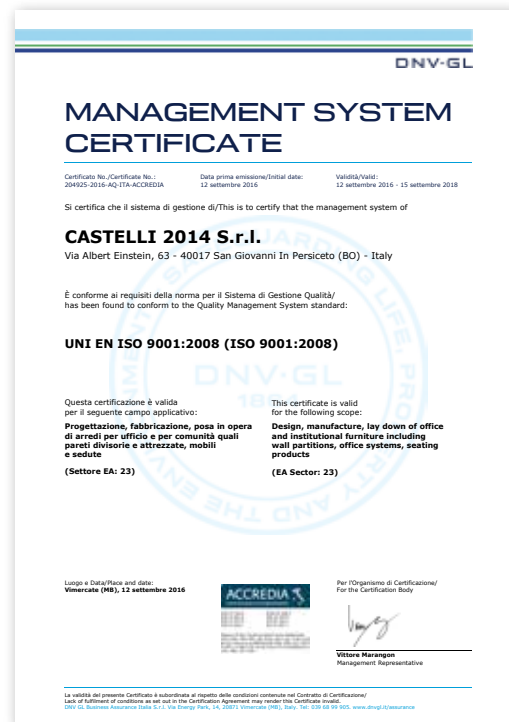 DNV·GL
MANAGEMENT SYSTEM
CERTIFICATE
Certificato No./Certificate No.:
204925-2016-AQ-ITA-ACCREDIA
Data prima emissione/Initial date:
12 settembre 2016
Validità/Valid:
12 settembre 2016 - 15 settembre 2018
Si certifica che il sistema di gestione di/This is to certify that the management system of
CASTELLI 2014 S.r.l.
Via Albert Einstein, 63 - 40017 San Giovanni In Persiceto (BO) - Italy
È conforme ai requisiti della norma per il Sistema di Gestione Qualità/
has been found to conform to the Quality Management System standard:
UNI EN ISO 9001:2008 (ISO 9001:2008)
Questa certificazione è valida
per il seguente campo applicativo:
Progettazione, fabbricazione, posa in opera
di arredi per ufficio e per comunità quali
pareti divisorie e attrezzate, mobili
e sedute
(Settore EA: 23)
This certificate is valid
for the following scope:
Design, manufacture, lay down of office
and institutional furniture including
wall partitions, office systems, seating
products
(EA Sector: 23)
DNV·GL
Luogo e Data/Place and date:
Vimercate (MB), 12 settembre 2016
ACCREDIA
Per l'Organismo di Certificazione/
For the Certification Body
Vittore Marangon
Management Representative
La validità del presente Certificato è subordinata al rispetto delle condizioni contenute nel Contratto di Certificazione/
Lack of fulfilment of conditions as set out in the Certification Agreement may render this Certificate invalid.
DNV GL Business Assurance Italia S.r.l. Via Energy Park, 14, 20871 Vimercate (MB), Italy. Tel: 039 68 99 905. www.dnvgl.it/assurance